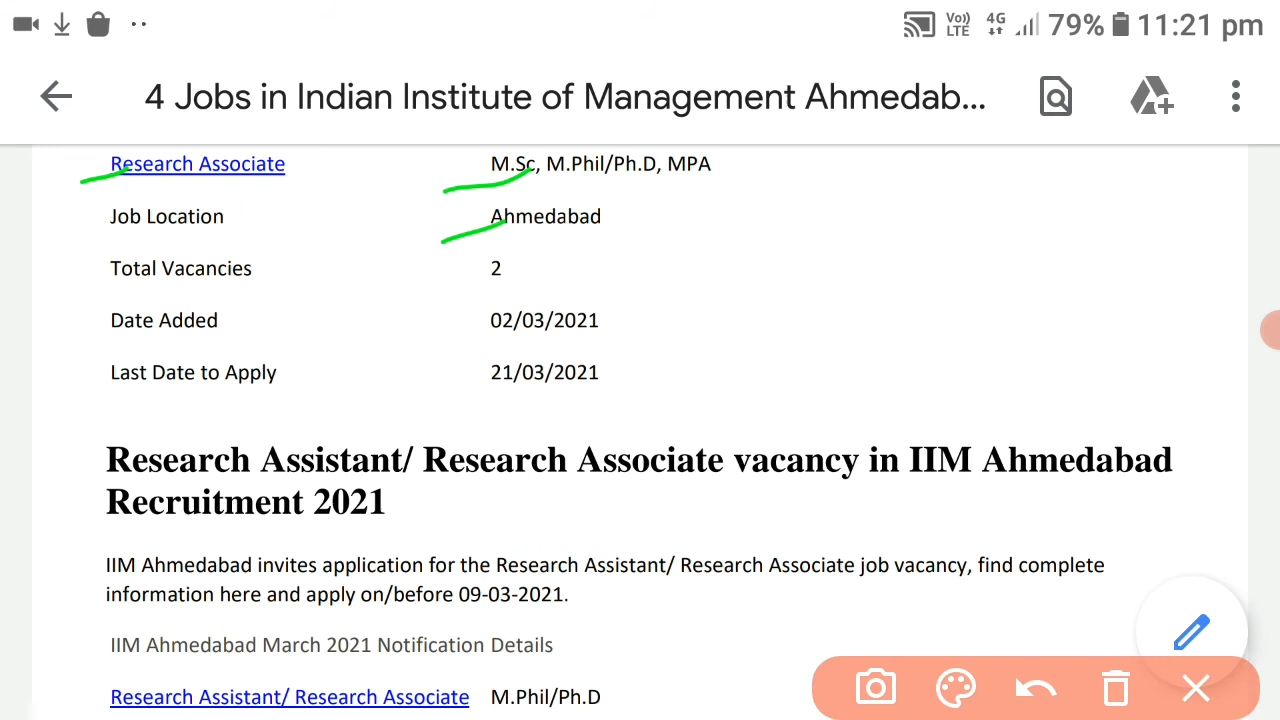 Vo)) LTE 4G 79% 11:21 pm
4 Jobs in Indian Institute of Management Ahmedab...
Research Associate M.Sc, M.Phil/Ph.D, MPA
Job Location Ahmedabad
Total Vacancies 2
Date Added 02/03/2021
Last Date to Apply 21/03/2021
Research Assistant/ Research Associate vacancy in IIM Ahmedabad
Recruitment 2021
IIM Ahmedabad invites application for the Research Assistant/ Research Associate job vacancy, find complete
information here and apply on/before 09-03-2021.
IIM Ahmedabad March 2021 Notification Details
Research Assistant/ Research Associate M.Phil/Ph.D